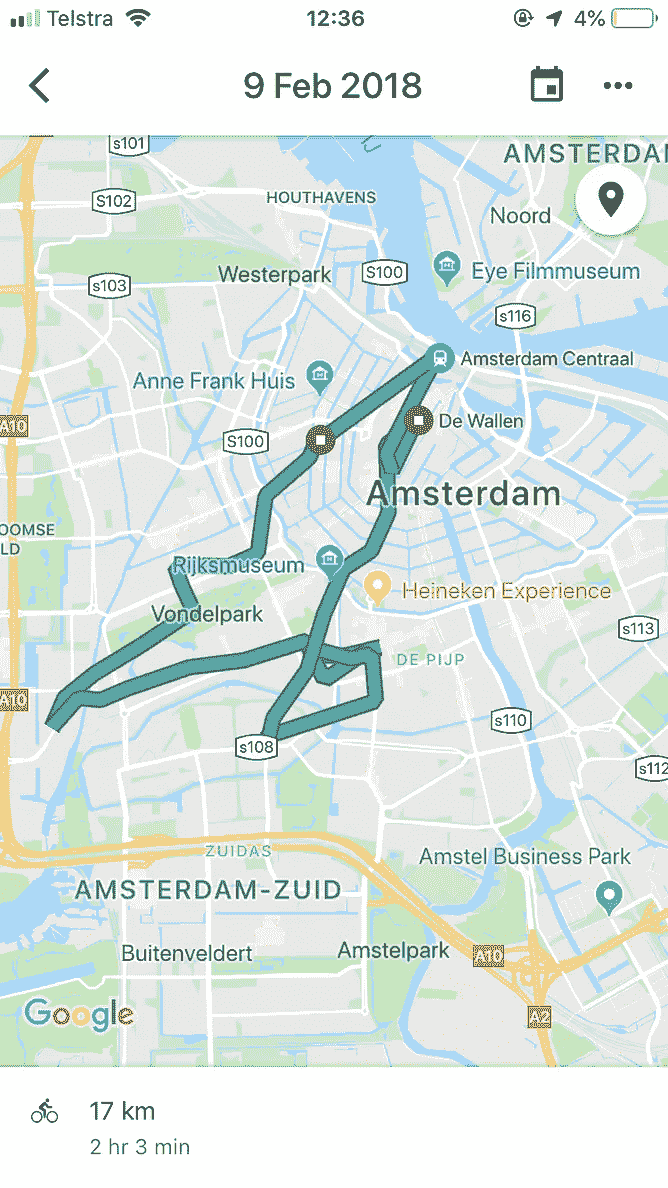 Telstra 12:36 4%
9 Feb 2018
s101
AMSTERDAM
S102
HOUTHAVENS
Noord
Westerpark
S100
Eye Filmmuseum
s103
s116
Amsterdam Centraal
Anne Frank Huis
De Wallen
A10
S100
Amsterdam
OOMSE
LD
Rijksmuseum
Heineken Experience
Vondelpark
s113
DE PIJP
A10
s110
s108
s112
ZUIDAS
Amstel Business Park
AMSTERDAM-ZUID
Buitenveldert
Amstelpark
A10
Google
A2
17 km
2 hr 3 min